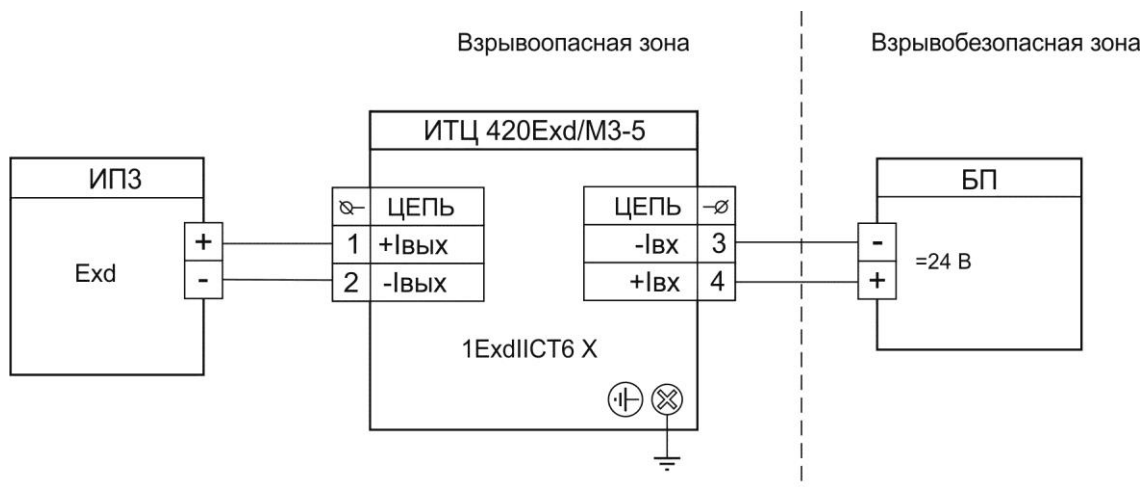 Взрывоопасная зона
Взрывобезопасная зона
ИТЦ 420Exd/М3-5
ИП3
Exd
+
-
ЦЕПЬ
1 +Iвых
2 -Iвых
ЦЕПЬ
-Iвх 3
+Iвх 4
1ExdIICT6 X
БП
-
+
=24 В